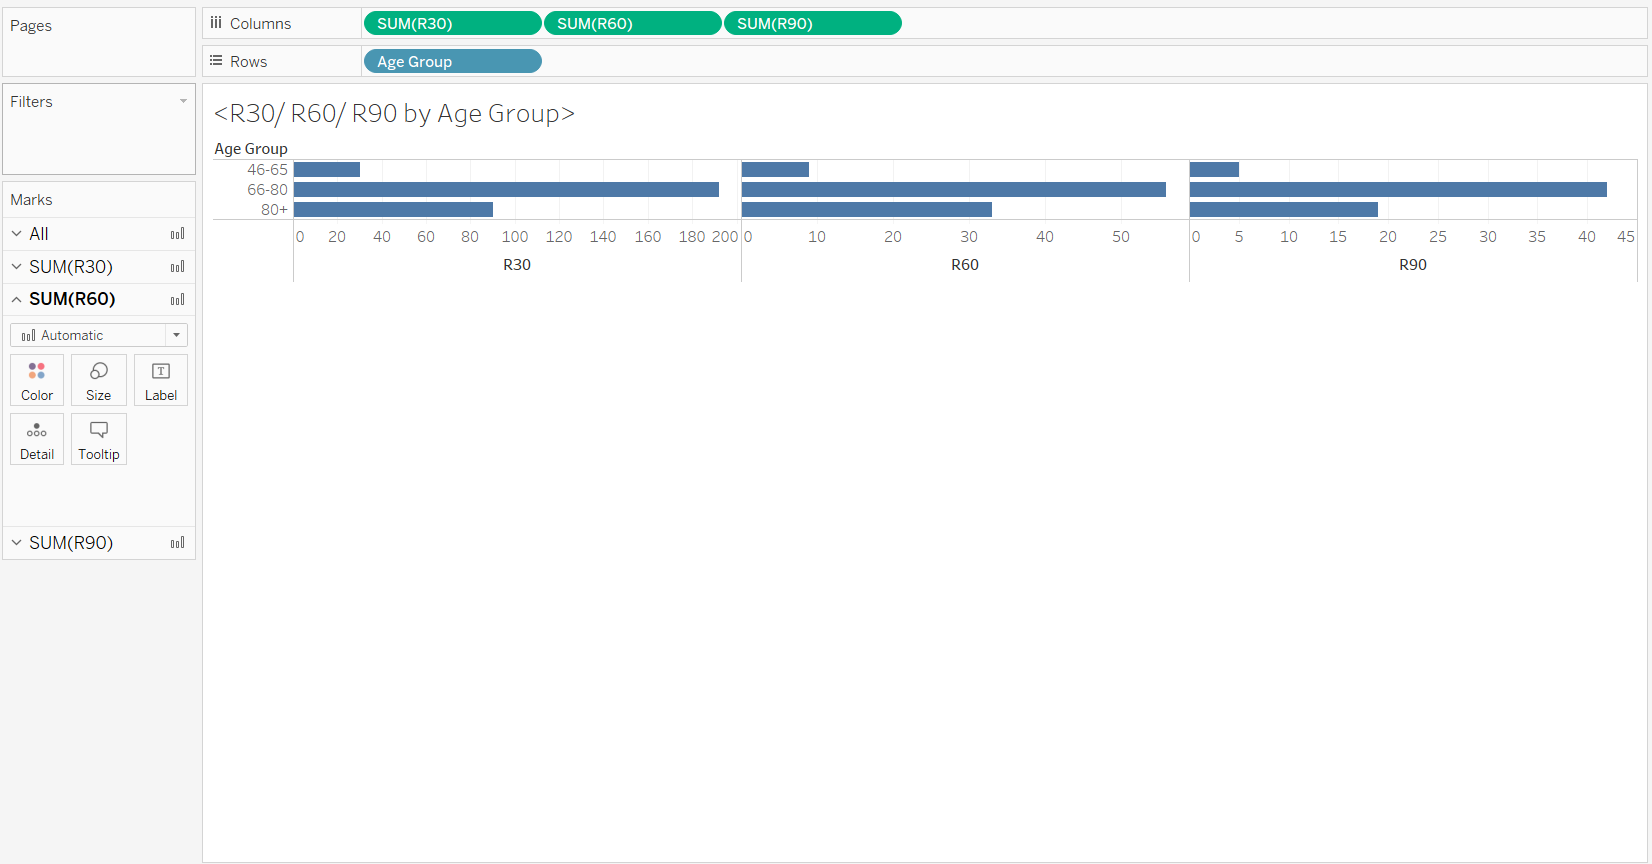 Pages
Columns SUM(R30) SUM(R60) SUM(R90)
Rows Age Group
Filters
Marks
All
SUM(R30)
SUM(R60)
Automatic
Color Size T Label
Detail Tooltip
SUM(R90)
<R30/ R60/ R90 by Age Group>
Age Group
46-65
66-80
80+
0 20 40 60 80 100 120 140 160 180 200 0 10 20 30 40 50 0 5 10 15 20 25 30 35 40 45
R30 R60 R90